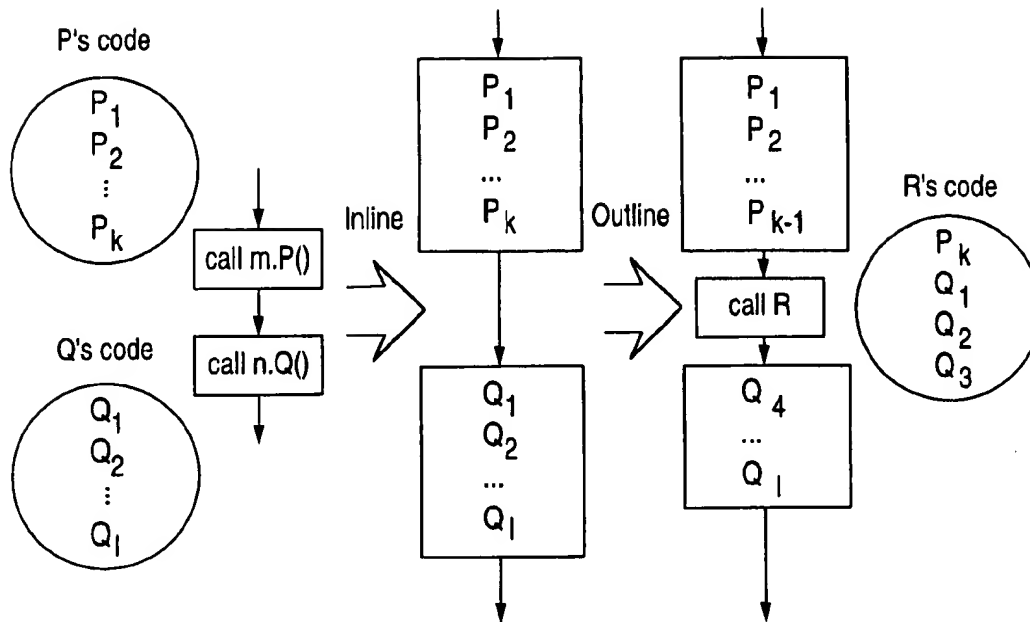 P's code
P₁
P₂
...
Pₖ
call m.P()
call n.Q()
Q's code
Q₁
Q₂
...
Qₗ
Inline
P₁
P₂
...
Pₖ
Q₁
Q₂
...
Qₗ
Outline
P₁
P₂
...
Pₖ₋₁
call R
Q₄
...
Qₗ
R's code
Pₖ
Q₁
Q₂
Q₃